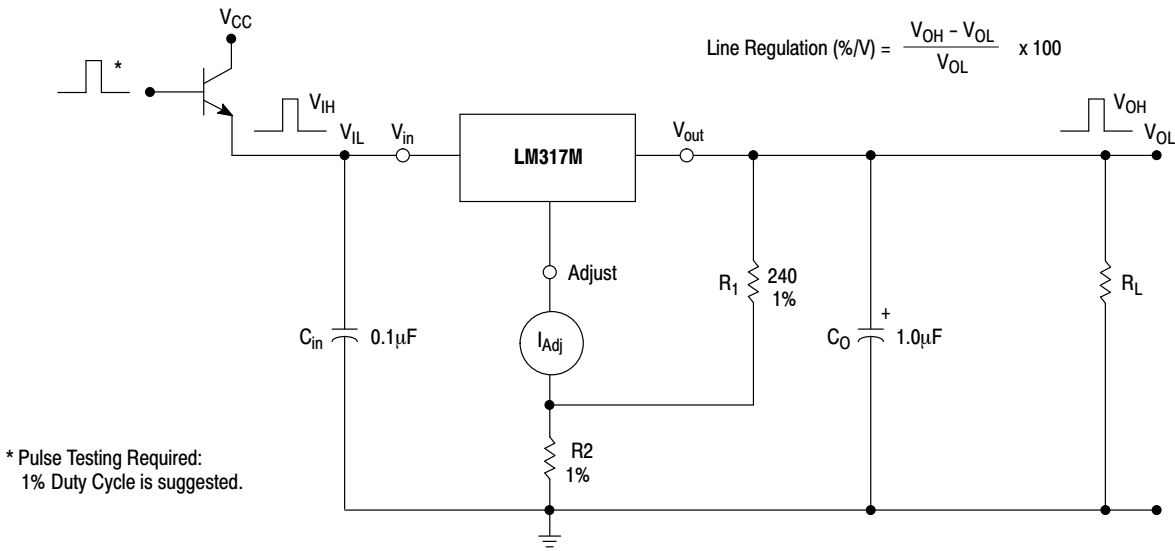 V_CC
Line Regulation (%/V) = V_OH – V_OL / V_OL x 100
*
V_IH
V_IL
V_in
LM317M
V_out
V_OH
V_OL
Adjust
R_1
240
1%
R_L
C_in
0.1µF
I_Adj
C_O
+
1.0µF
R2
1%
* Pulse Testing Required:
1% Duty Cycle is suggested.